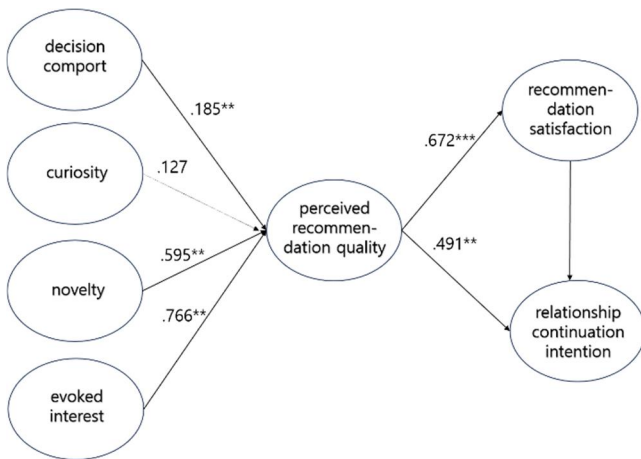 decision
comport
.185**
curiosity
.127
novelty
.595**
evoked
interest
.766**
perceived
recommen-
dation quality
.672***
.491**
recommen-
dation
satisfaction
relationship
continuation
intention